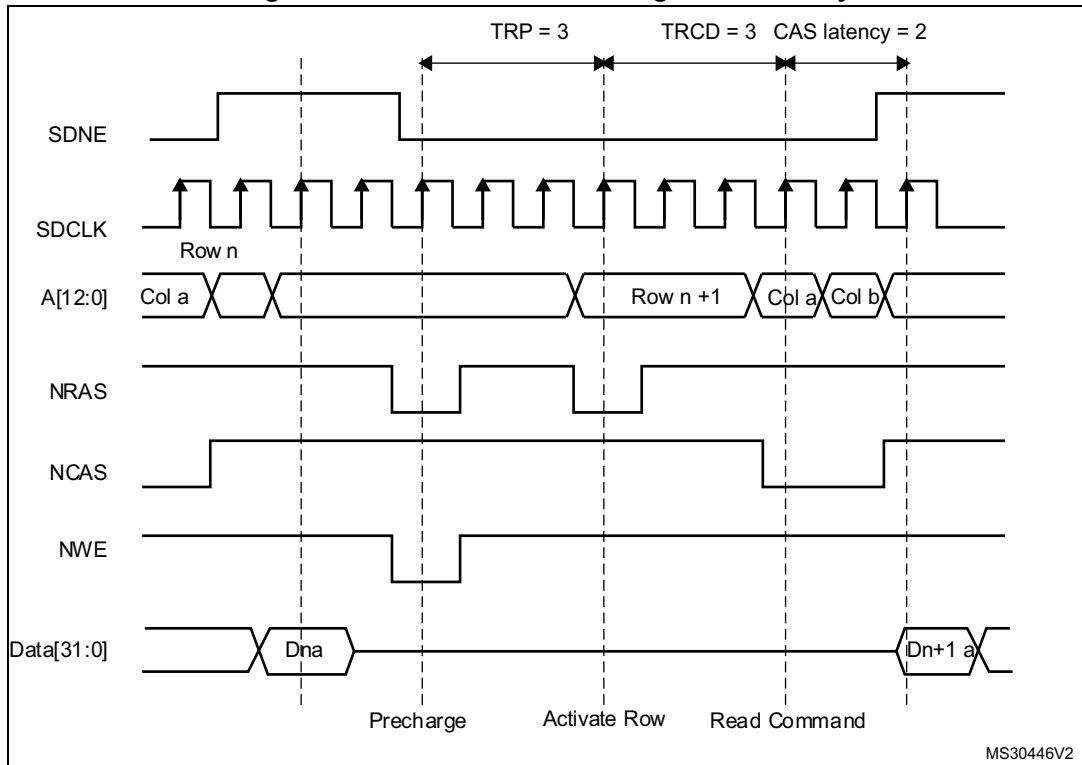 TRP = 3 TRCD = 3 CAS latency = 2
SDNE
SDCLK
Row n
A[12:0] Col a Row n +1 Col a Col b
NRAS
NCAS
NWE
Data[31:0] Dna Dn+1 a
Precharge Activate Row Read Command
MS30446V2